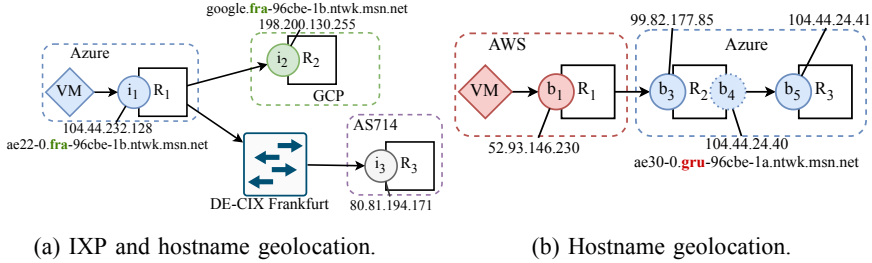 google.fra-96cbe-1b.ntwk.msn.net
198.200.130.255
Azure
VM
i1
R1
104.44.232.128
ae22-0.fra-96cbe-1b.ntwk.msn.net
i2
R2
GCP
AS714
i3
R3
80.81.194.171
DE-CIX Frankfurt
(a) IXP and hostname geolocation.
AWS
VM
b1
R1
52.93.146.230
99.82.177.85
104.44.24.41
Azure
b3
R2
b4
b5
R3
104.44.24.40
ae30-0.gru-96cbe-1a.ntwk.msn.net
(b) Hostname geolocation.